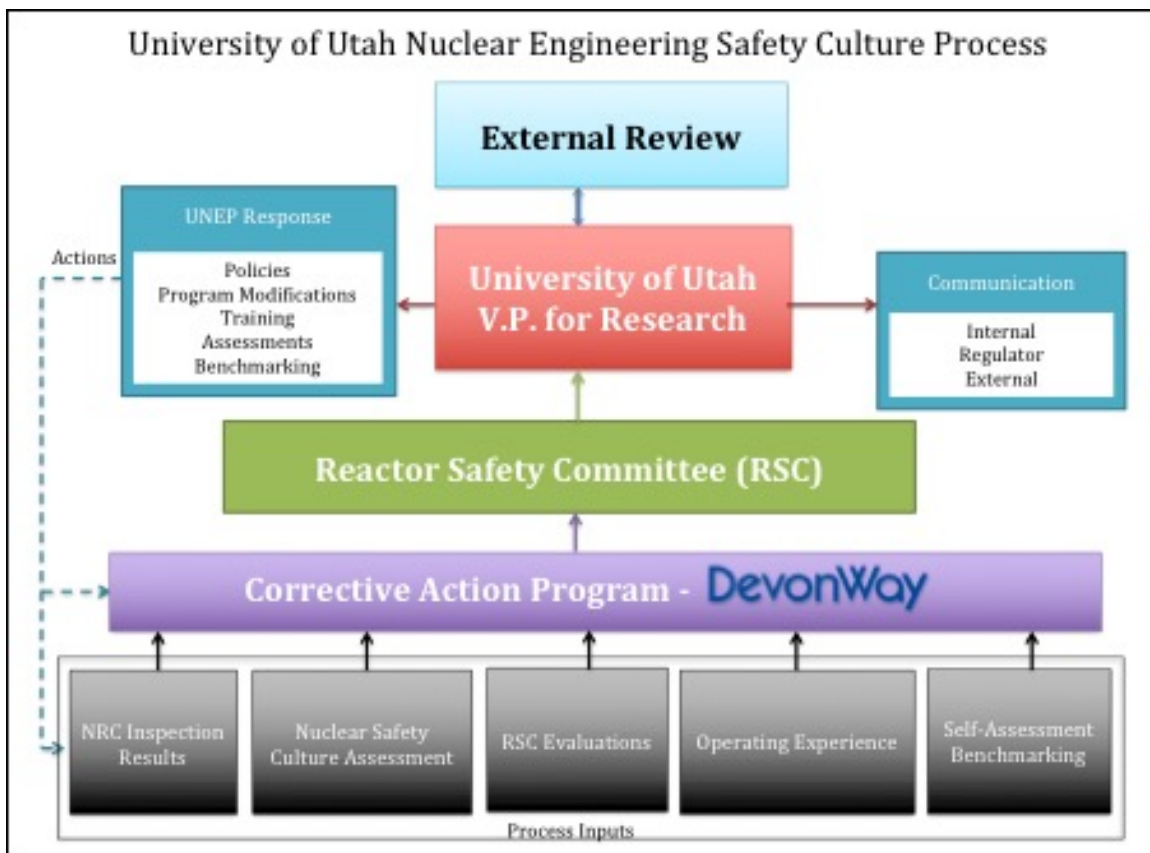 University of Utah Nuclear Engineering Safety Culture Process
External Review
UNEP Response
Policies
Program Modifications
Training
Assessments
Benchmarking
Actions
University of Utah
V.P. for Research
Communication
Internal
Regulator
External
Reactor Safety Committee (RSC)
Corrective Action Program - DevonWay
NRC Inspection
Results
Nuclear Safety
Culture Assessment
RSC Evaluations
Operating Experience
Self-Assessment
Benchmarking
Process Inputs